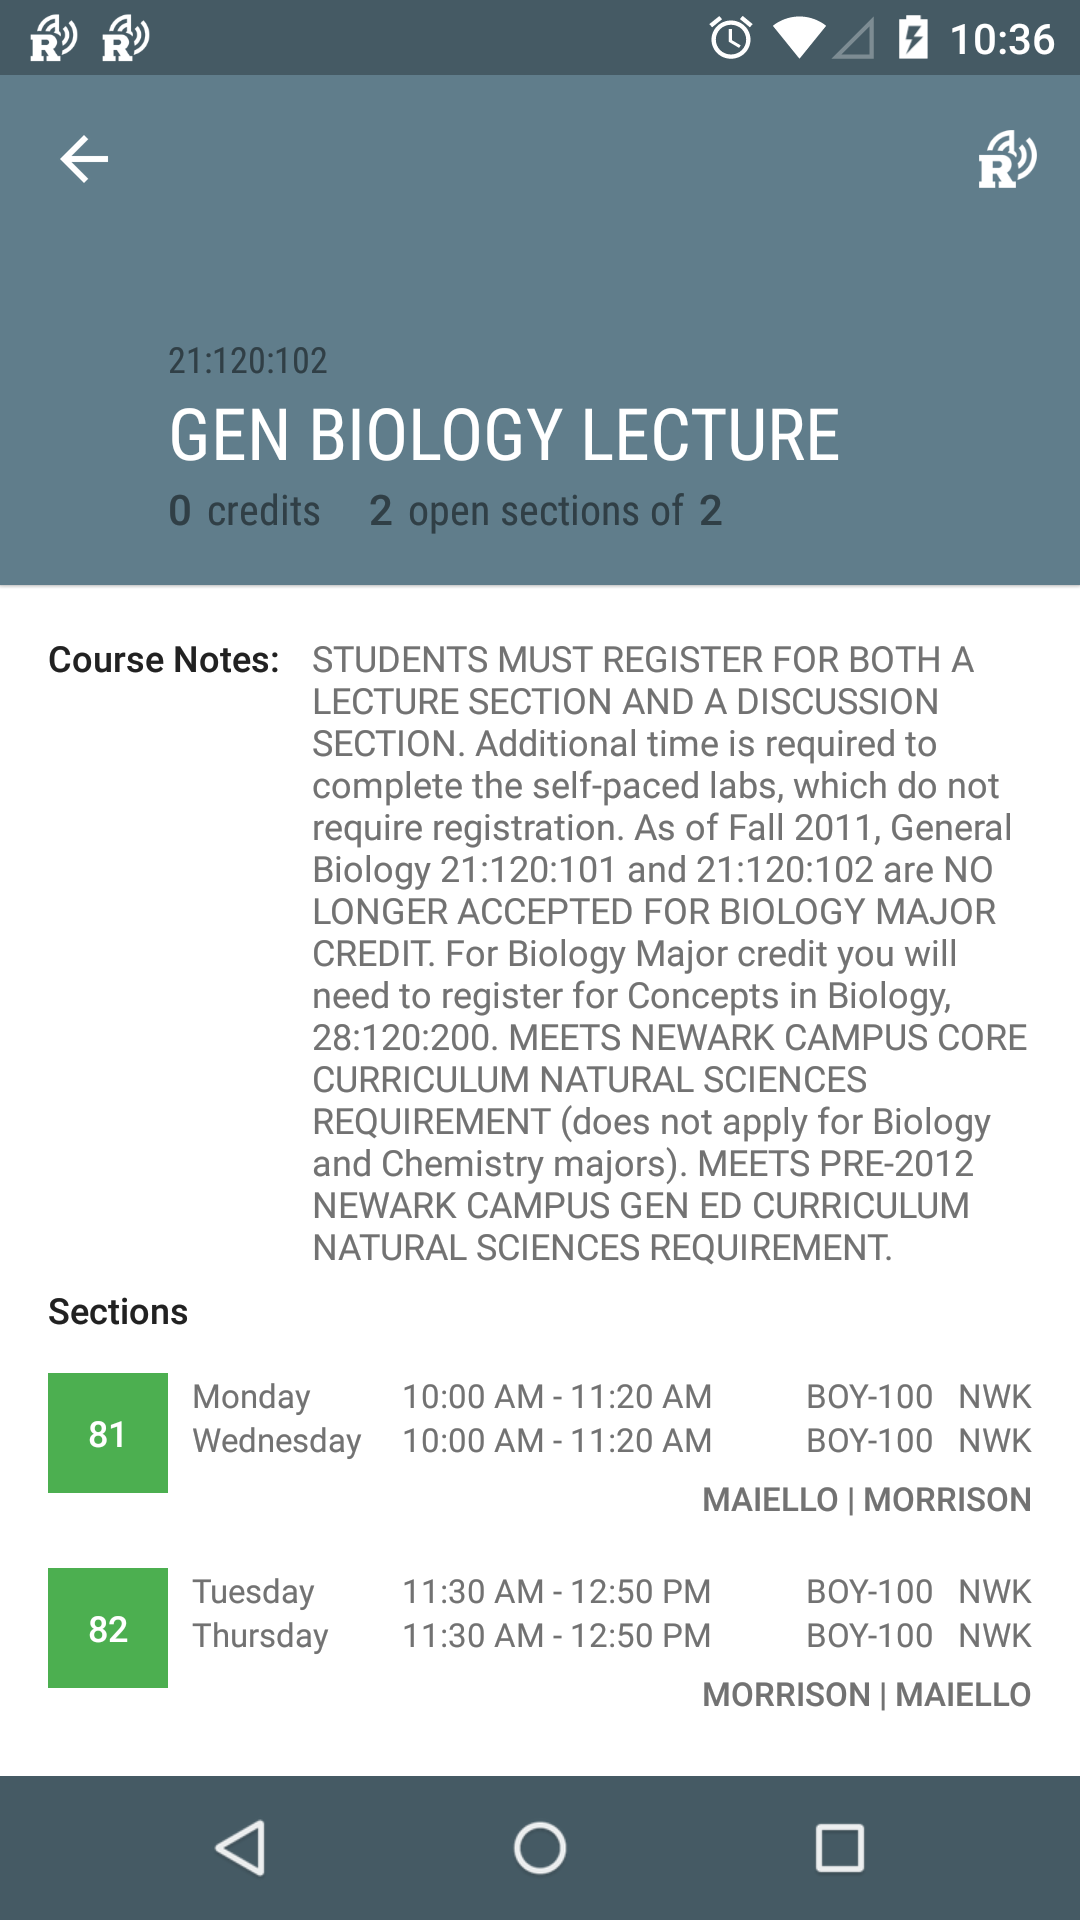 10:36
21:120:102
GEN BIOLOGY LECTURE
0 credits 2 open sections of 2
Course Notes: STUDENTS MUST REGISTER FOR BOTH A
LECTURE SECTION AND A DISCUSSION
SECTION. Additional time is required to
complete the self-paced labs, which do not
require registration. As of Fall 2011, General
Biology 21:120:101 and 21:120:102 are NO
LONGER ACCEPTED FOR BIOLOGY MAJOR
CREDIT. For Biology Major credit you will
need to register for Concepts in Biology,
28:120:200. MEETS NEWARK CAMPUS CORE
CURRICULUM NATURAL SCIENCES
REQUIREMENT (does not apply for Biology
and Chemistry majors). MEETS PRE-2012
NEWARK CAMPUS GEN ED CURRICULUM
NATURAL SCIENCES REQUIREMENT.
Sections
81
Monday 10:00 AM - 11:20 AM BOY-100 NWK
Wednesday 10:00 AM - 11:20 AM BOY-100 NWK
MAIELLO | MORRISON
82
Tuesday 11:30 AM - 12:50 PM BOY-100 NWK
Thursday 11:30 AM - 12:50 PM BOY-100 NWK
MORRISON | MAIELLO